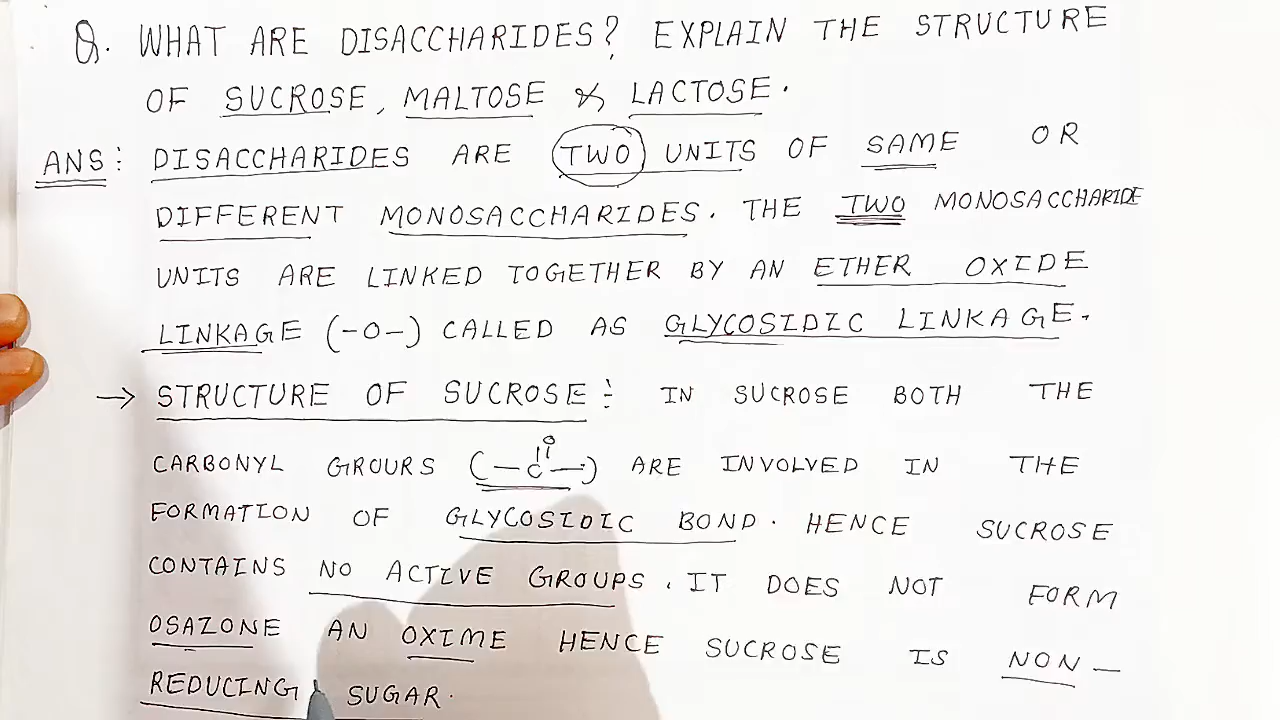 Q. WHAT ARE DISACCHARIDES? EXPLAIN THE STRUCTURE
OF SUCROSE, MALTOSE & LACTOSE.
ANS: DISACCHARIDES ARE TWO UNITS OF SAME OR
DIFFERENT MONOSACCHARIDES. THE TWO MONOSACCHARIDE
UNITS ARE LINKED TOGETHER BY AN ETHER OXIDE
LINKAGE (-O-) CALLED AS GLYCOSIDIC LINKAGE.
→ STRUCTURE OF SUCROSE: IN SUCROSE BOTH THE
CARBONYL GROURS (-C(=O)-) ARE INVOLVED IN THE
FORMATION OF GLYCOSIDIC BOND. HENCE SUCROSE
CONTAINS NO ACTIVE GROUPS. IT DOES NOT FORM
OSAZONE AN OXIME HENCE SUCROSE IS NON-
REDUCING SUGAR.